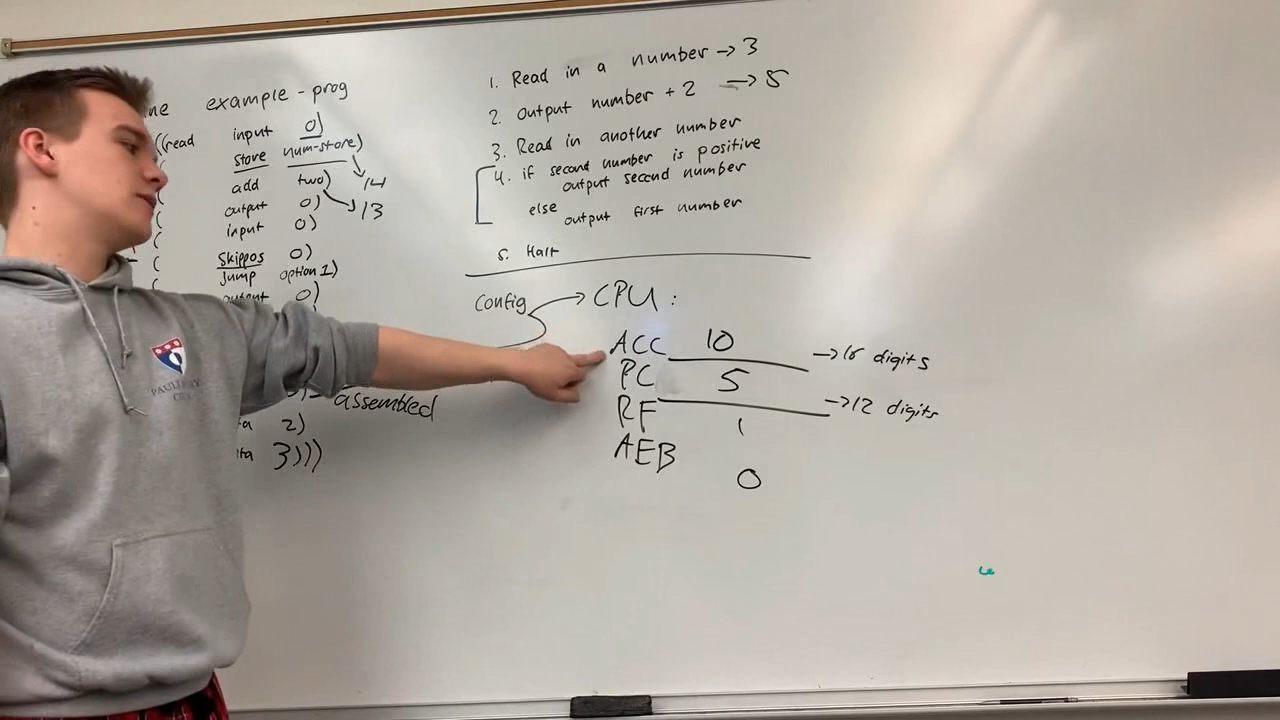 example - prog
((read input 0)
( store num-store)
14
( add two)
13
( output 0)
( input 0)
( skippos 0)
( jump option1)
output 0)
assembled
2)
3)))
1. Read in a number → 3
2. Output number + 2 → 5
3. Read in another number
4. if second number is positive
output second number
else
output first number
5. Halt
Config → CPU :
ACC 10 → 16 digits
PC 5 → 12 digits
RF 1
AEB 0